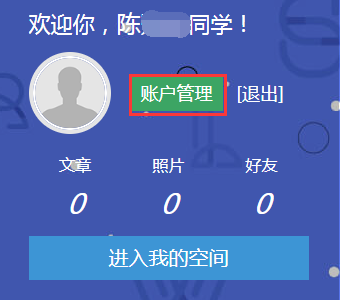 欢迎你，陈同学！
账户管理 [退出]
文章 照片 好友
0 0 0
进入我的空间